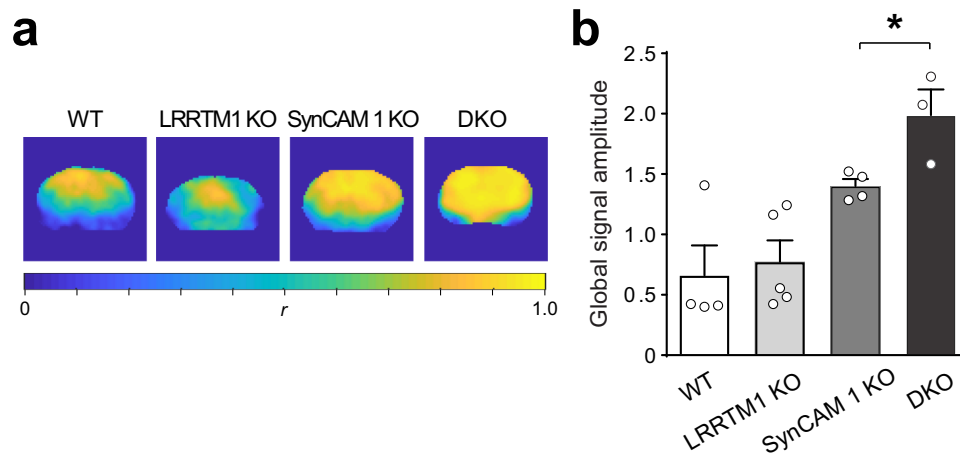 a
WT LRRTM1 KO SynCAM 1 KO DKO
0 r 1.0
b
*
Global signal amplitude
2.5
2.0
1.5
1.0
0.5
0
WT LRRTM1 KO SynCAM 1 KO DKO